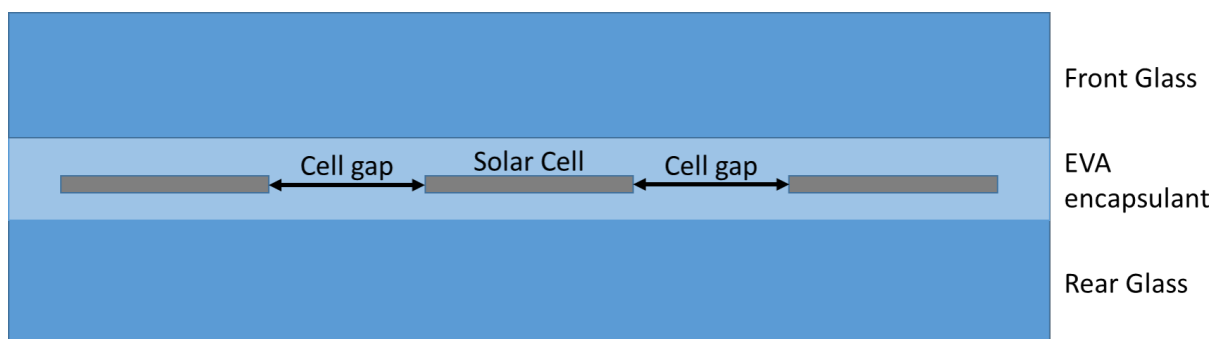 Front Glass
Cell gap
Solar Cell
Cell gap
EVA
encapsulant
Rear Glass